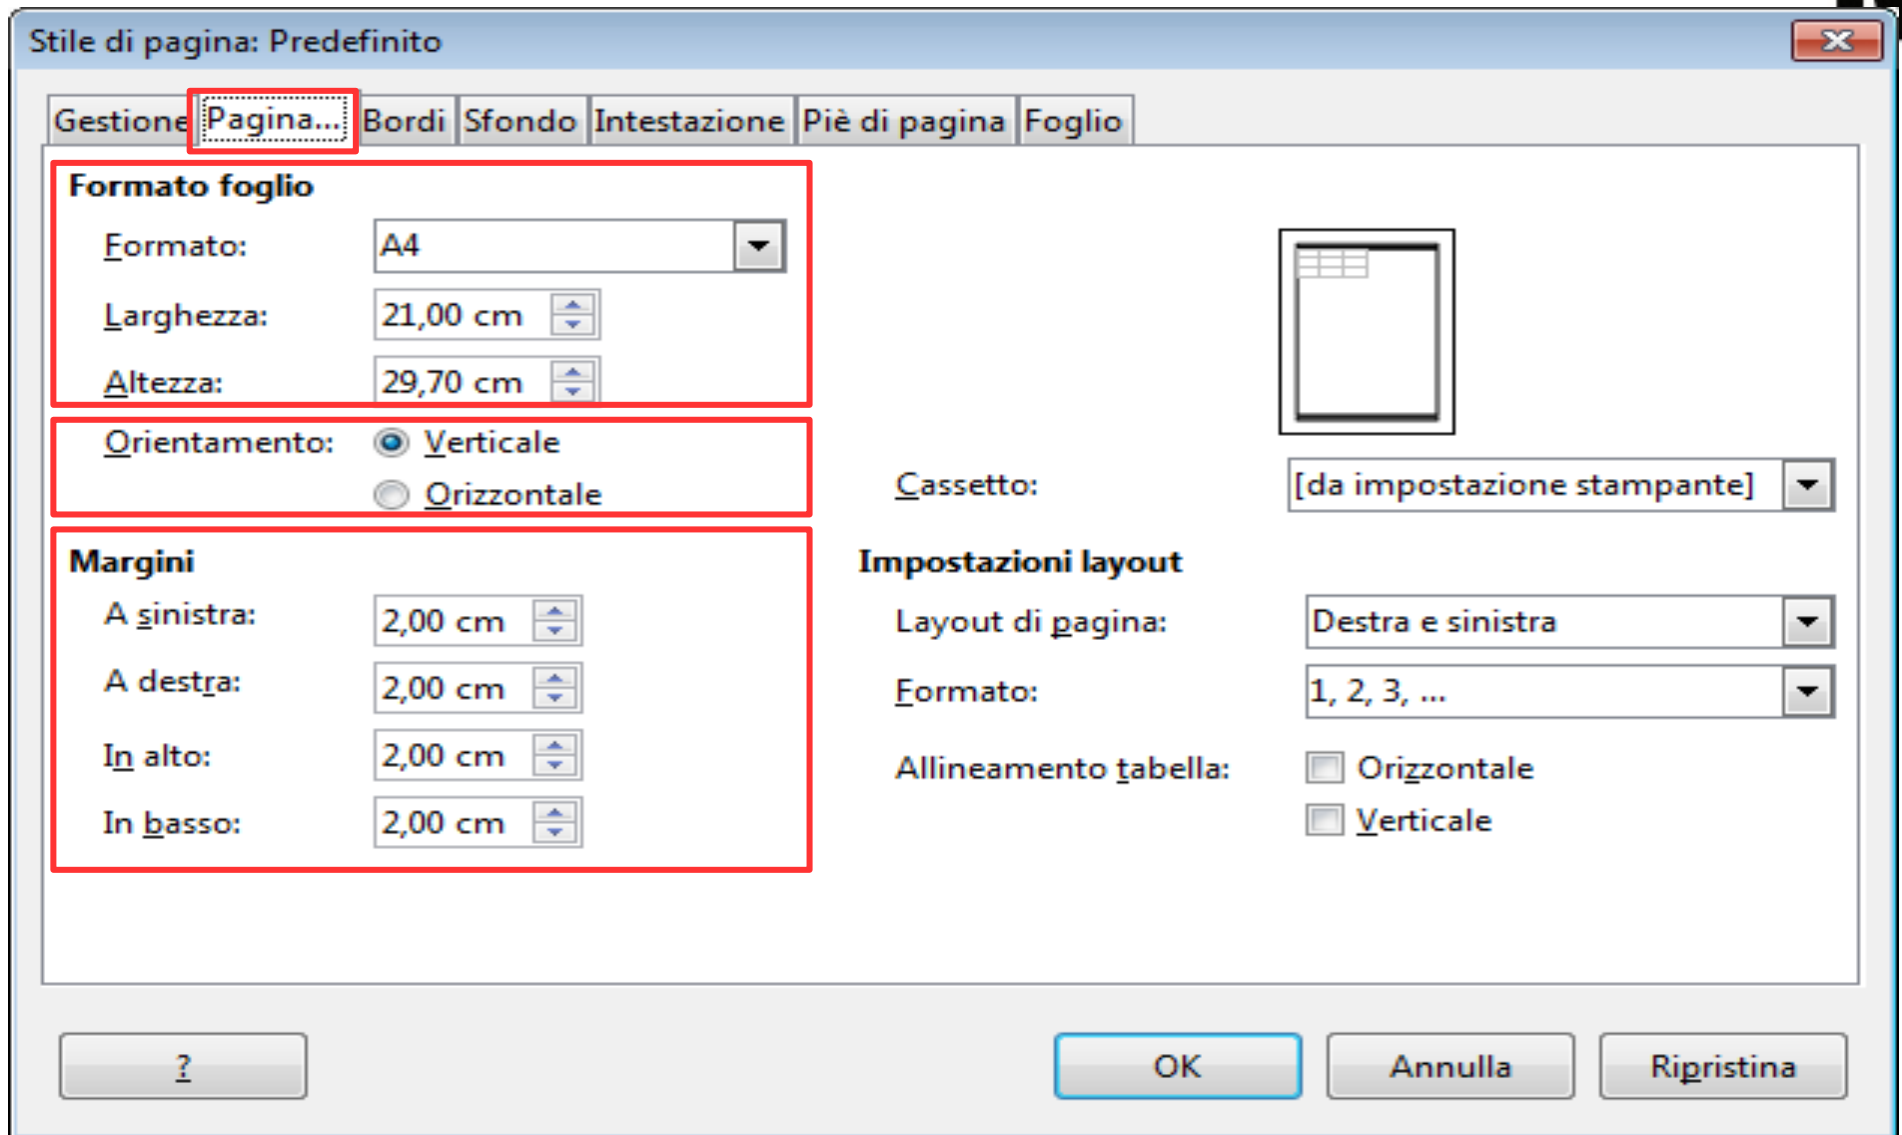 Stile di pagina: Predefinito
Gestione Pagina... Bordi Sfondo Intestazione Piè di pagina Foglio
Formato foglio
Formato: A4
Larghezza: 21,00 cm
Altezza: 29,70 cm
Orientamento: Verticale
Orizzontale
Cassetto: [da impostazione stampante]
Margini
A sinistra: 2,00 cm
A destra: 2,00 cm
In alto: 2,00 cm
In basso: 2,00 cm
Impostazioni layout
Layout di pagina: Destra e sinistra
Formato: 1, 2, 3, ...
Allineamento tabella: Orizzontale
Verticale
? OK Annulla Ripristina